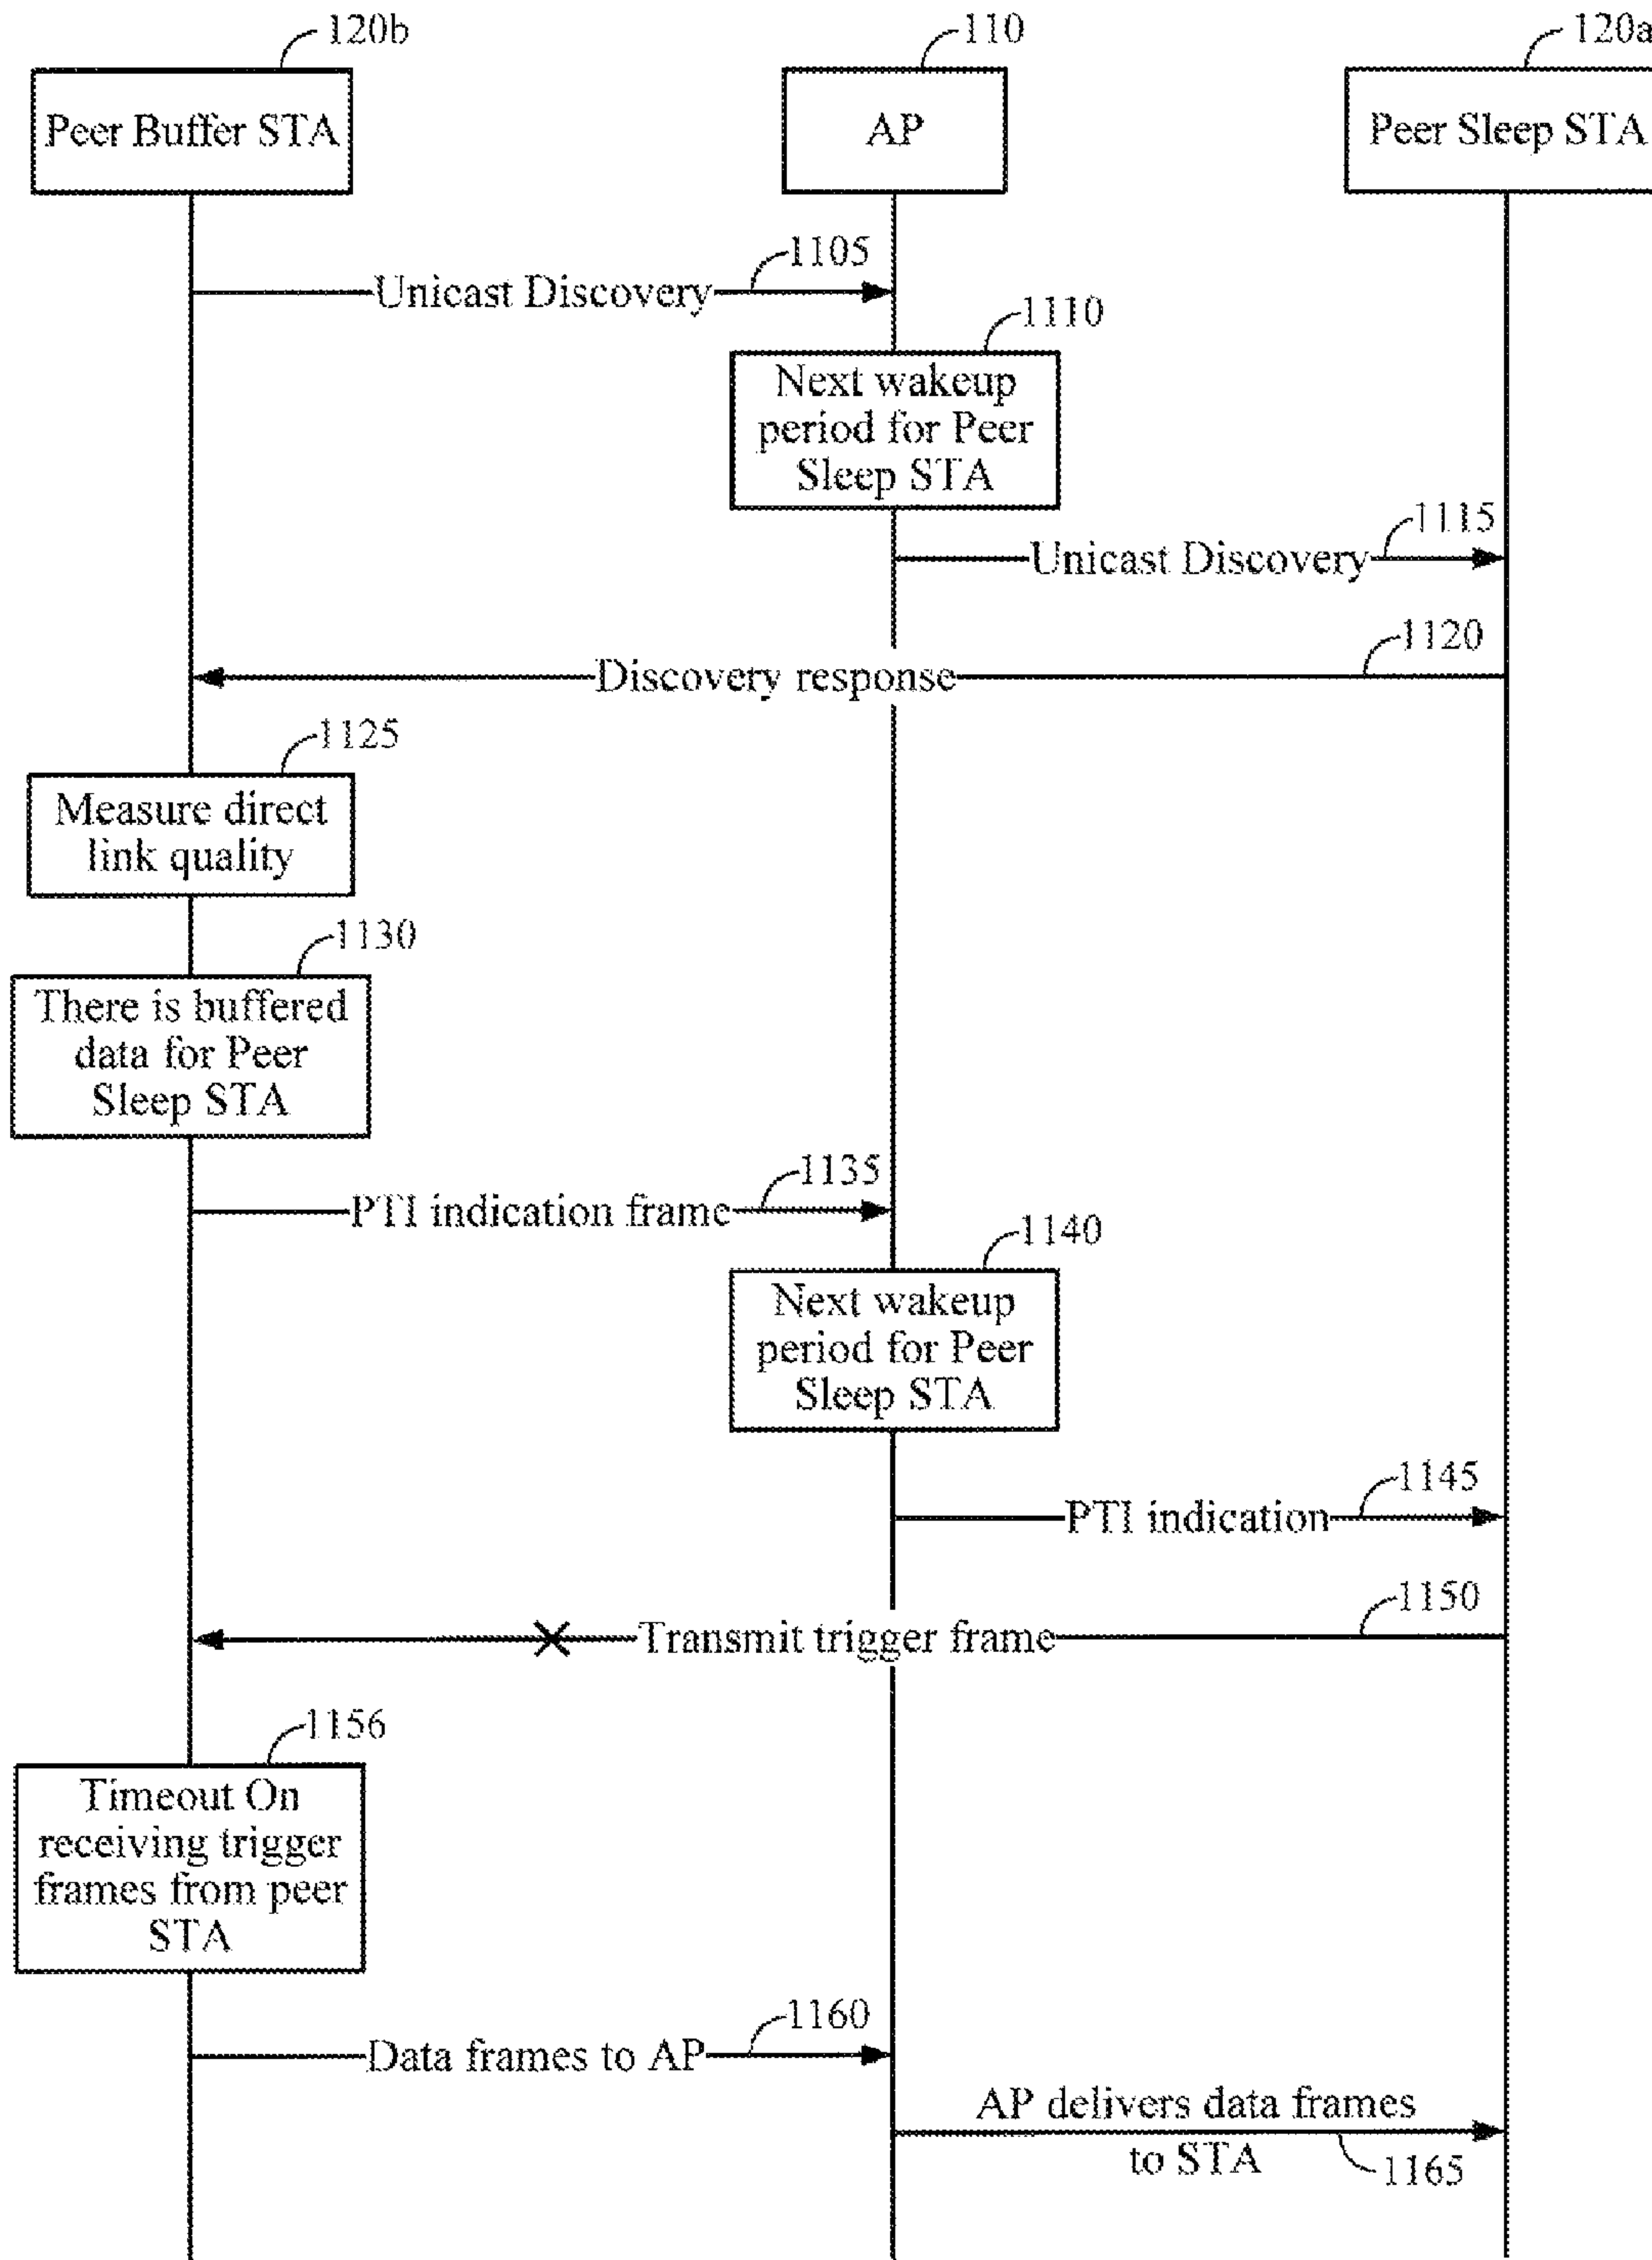 120b
110
120a
Peer Buffer STA
AP
Peer Sleep STA
1105
Unicast Discovery
1110
Next wakeup
period for Peer
Sleep STA
1115
Unicast Discovery
1120
Discovery response
1125
Measure direct
link quality
1130
There is buffered
data for Peer
Sleep STA
1135
PTI indication frame
1140
Next wakeup
period for Peer
Sleep STA
1145
PTI indication
1150
Transmit trigger frame
1156
Timeout On
receiving trigger
frames from peer
STA
1160
Data frames to AP
AP delivers data frames
to STA
1165